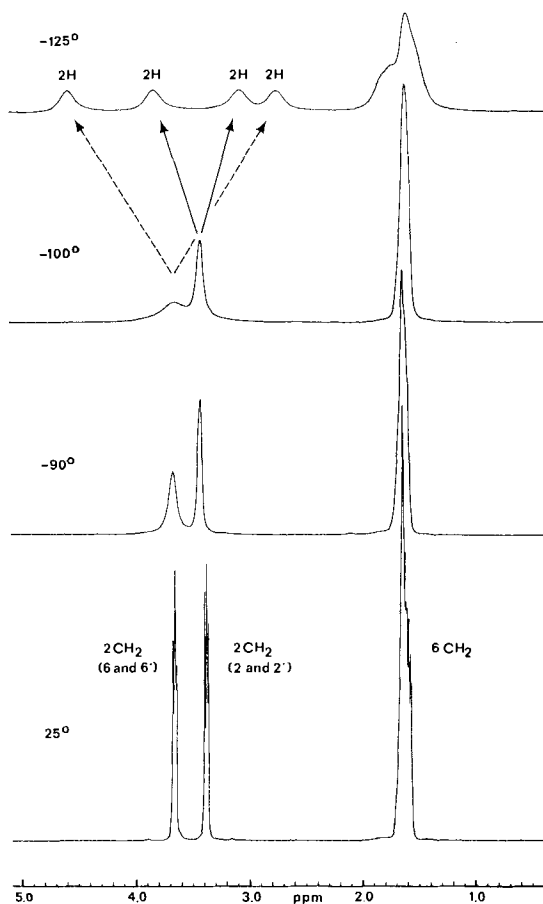 -125°
2H 2H 2H 2H
-100°
-90°
2CH₂
(6 and 6')
2CH₂
(2 and 2')
6 CH₂
25°
5.0 4.0 3.0 ppm 2.0 1.0